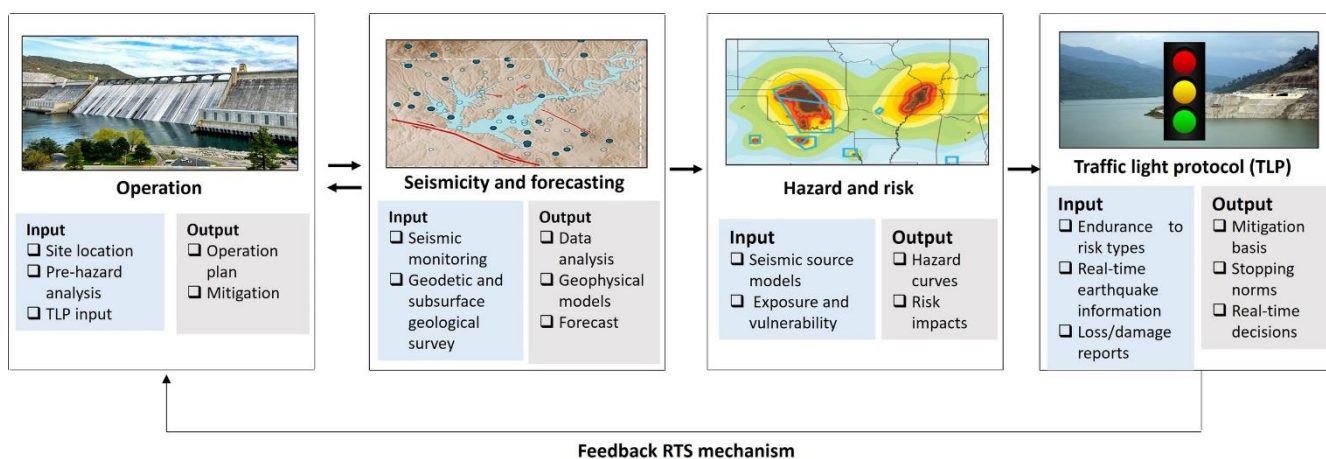 Operation
Input
❑ Site location
❑ Pre-hazard
analysis
❑ TLP input
Output
❑ Operation
plan
❑ Mitigation
Seismicity and forecasting
Input
❑ Seismic
monitoring
❑ Geodetic and
subsurface
geological
survey
Output
❑ Data
analysis
❑ Geophysical
models
❑ Forecast
Hazard and risk
Input
❑ Seismic source
models
❑ Exposure and
vulnerability
Output
❑ Hazard
curves
❑ Risk
impacts
Traffic light protocol (TLP)
Input
❑ Endurance to
risk types
❑ Real-time
earthquake
information
❑ Loss/damage
reports
Output
❑ Mitigation
basis
❑ Stopping
norms
❑ Real-time
decisions
Feedback RTS mechanism